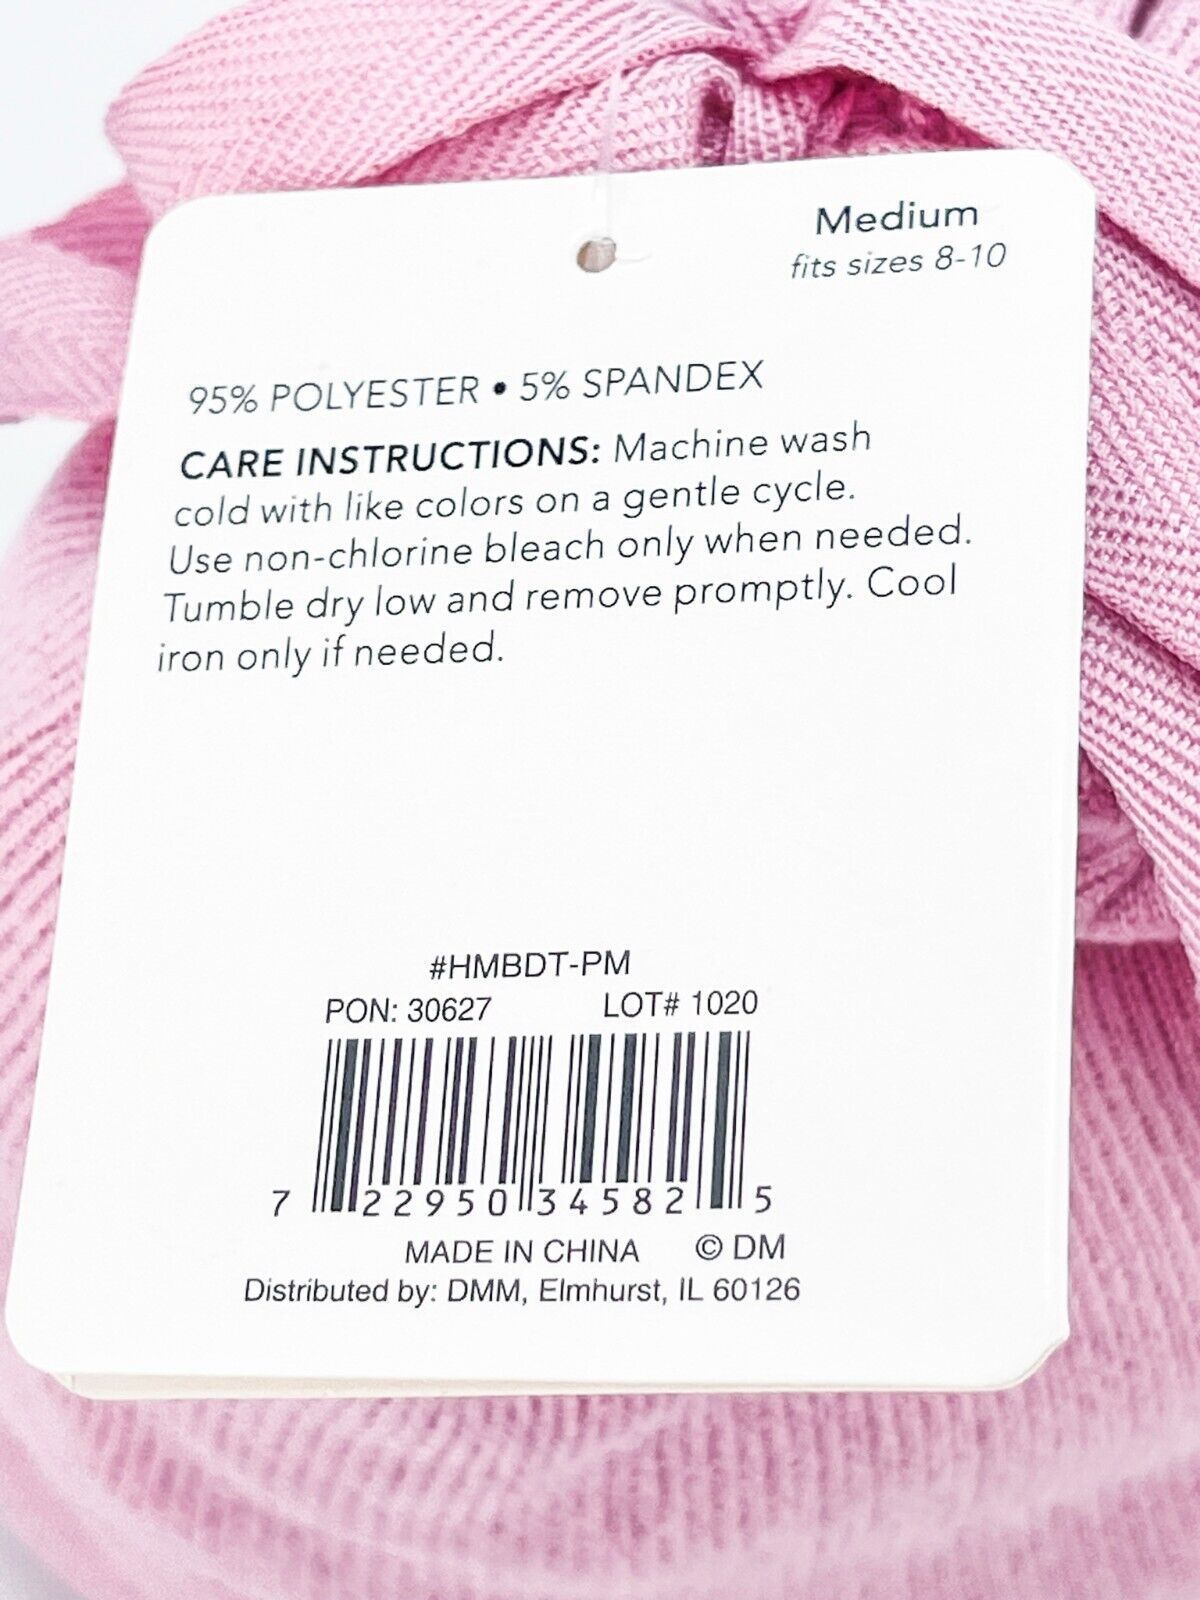 Medium
fits sizes 8-10
95% POLYESTER • 5% SPANDEX
CARE INSTRUCTIONS: Machine wash
cold with like colors on a gentle cycle.
Use non-chlorine bleach only when needed.
Tumble dry low and remove promptly. Cool
iron only if needed.
#HMBDT-PM
PON: 30627 LOT# 1020
7 22950 34582 5
MADE IN CHINA © DM
Distributed by: DMM, Elmhurst, IL 60126